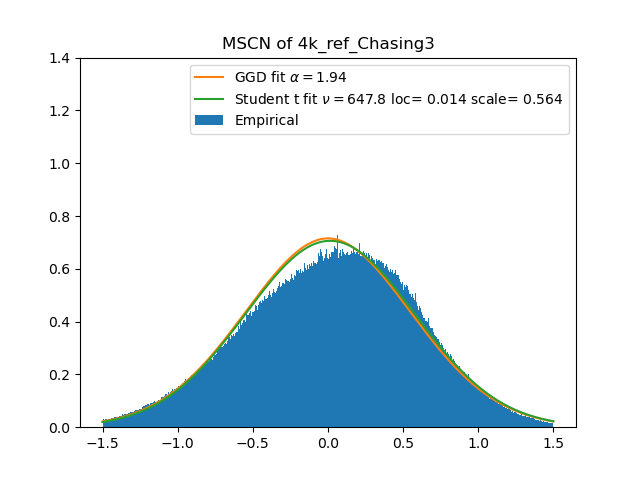 MSCN of 4k_ref_Chasing3
GGD fit α = 1.94
Student t fit ν = 647.8 loc= 0.014 scale= 0.564
Empirical
1.4
1.2
1.0
0.8
0.6
0.4
0.2
0.0
−1.5 −1.0 −0.5 0.0 0.5 1.0 1.5